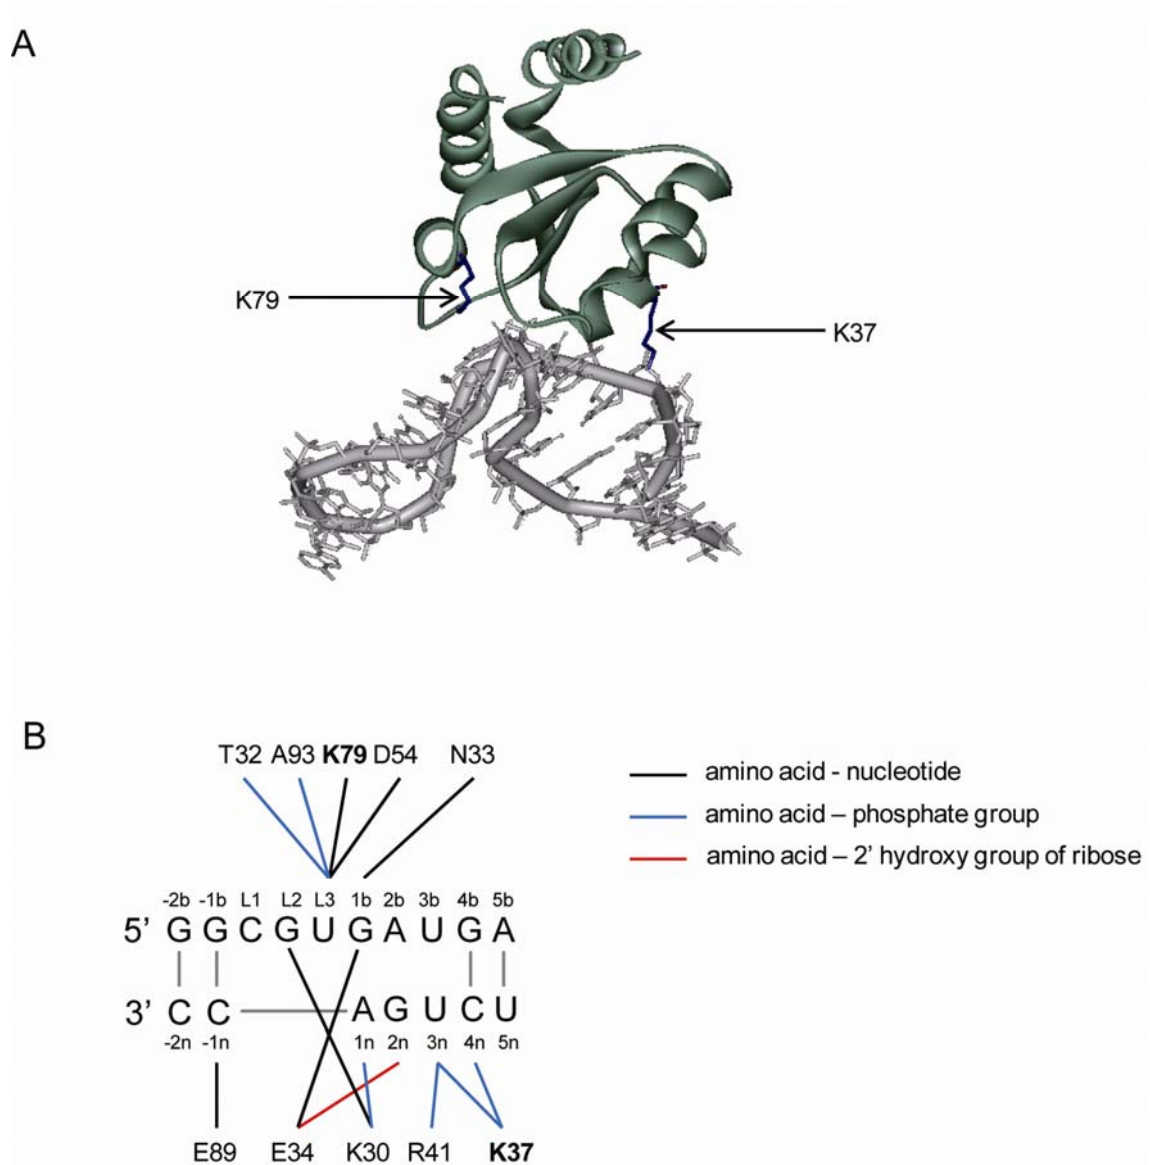 A
K79
K37
B
T32 A93 K79 D54 N33
amino acid - nucleotide
amino acid – phosphate group
amino acid – 2’ hydroxy group of ribose
-2b -1b L1 L2 L3 1b 2b 3b 4b 5b
5’ G G C G U G A U G A
3’ C C A G U C U
-2n -1n 1n 2n 3n 4n 5n
E89 E34 K30 R41 K37